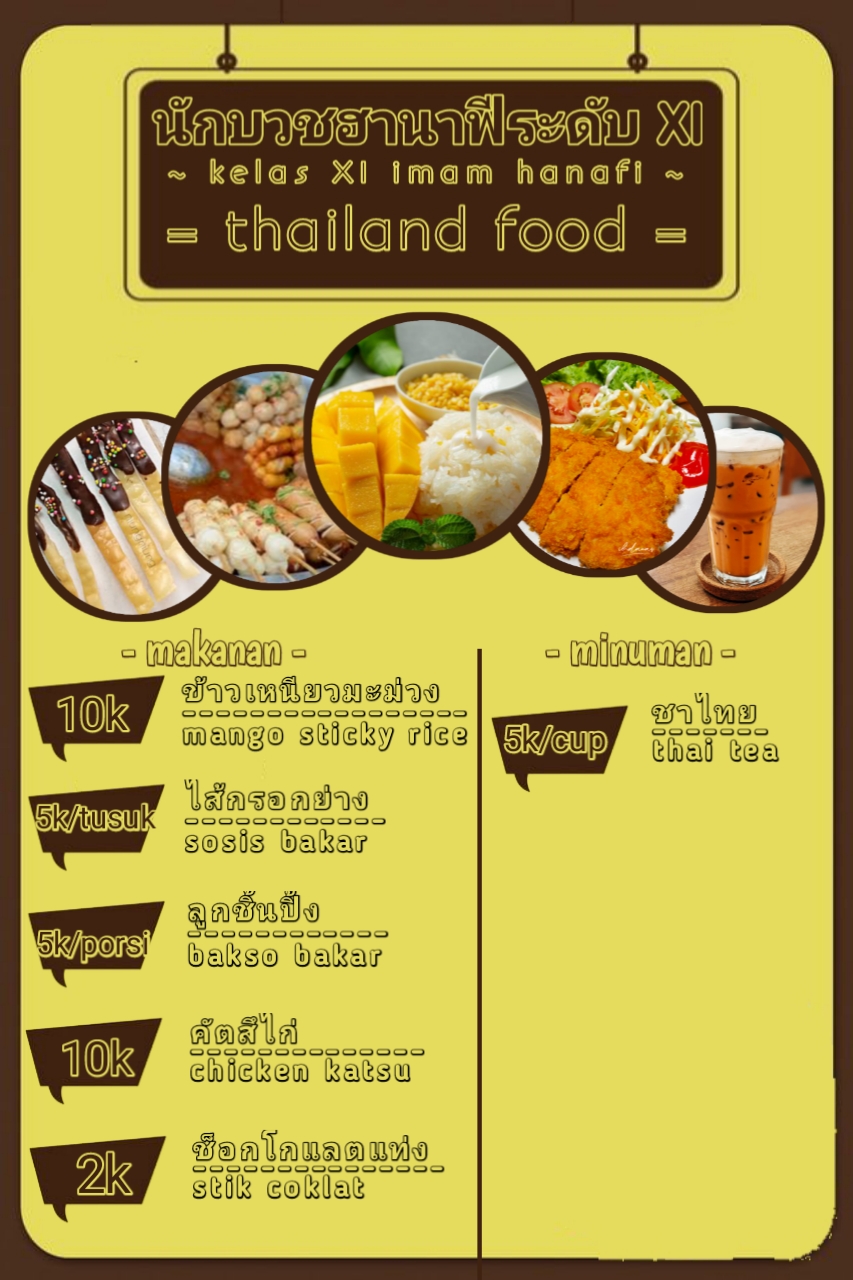 นักบวชฮานาฟีระดับ XI
~ kelas XI imam hanafi ~
= thailand food =
- makanan -
10k
ข้าวเหนียวมะม่วง
mango sticky rice
5k/tusuk
ไส้กรอกย่าง
sosis bakar
5k/porsi
ลูกชิ้นปิ้ง
bakso bakar
10k
คัตสึไก่
chicken katsu
2k
ช็อกโกแลตแท่ง
stik coklat
- minuman -
5k/cup
ชาไทย
thai tea